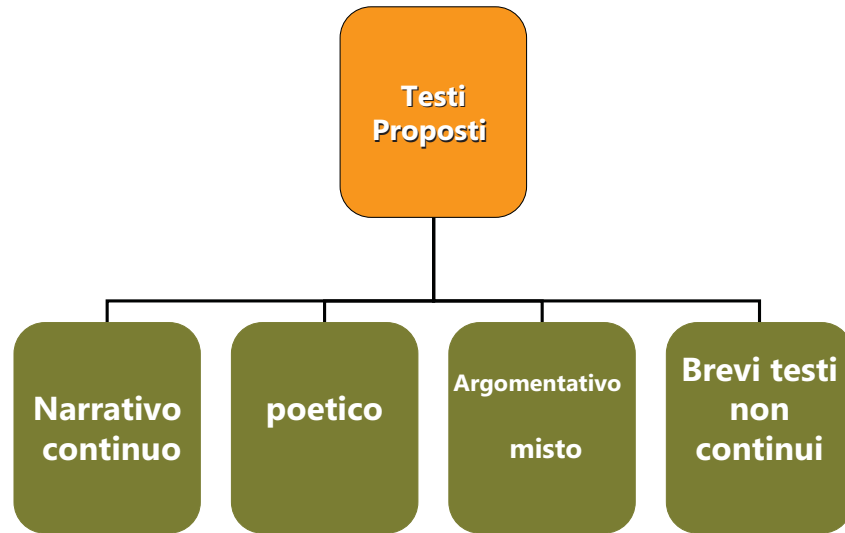 Testi
Proposti
Narrativo
continuo
poetico
Argomentativo
misto
Brevi testi
non
continui